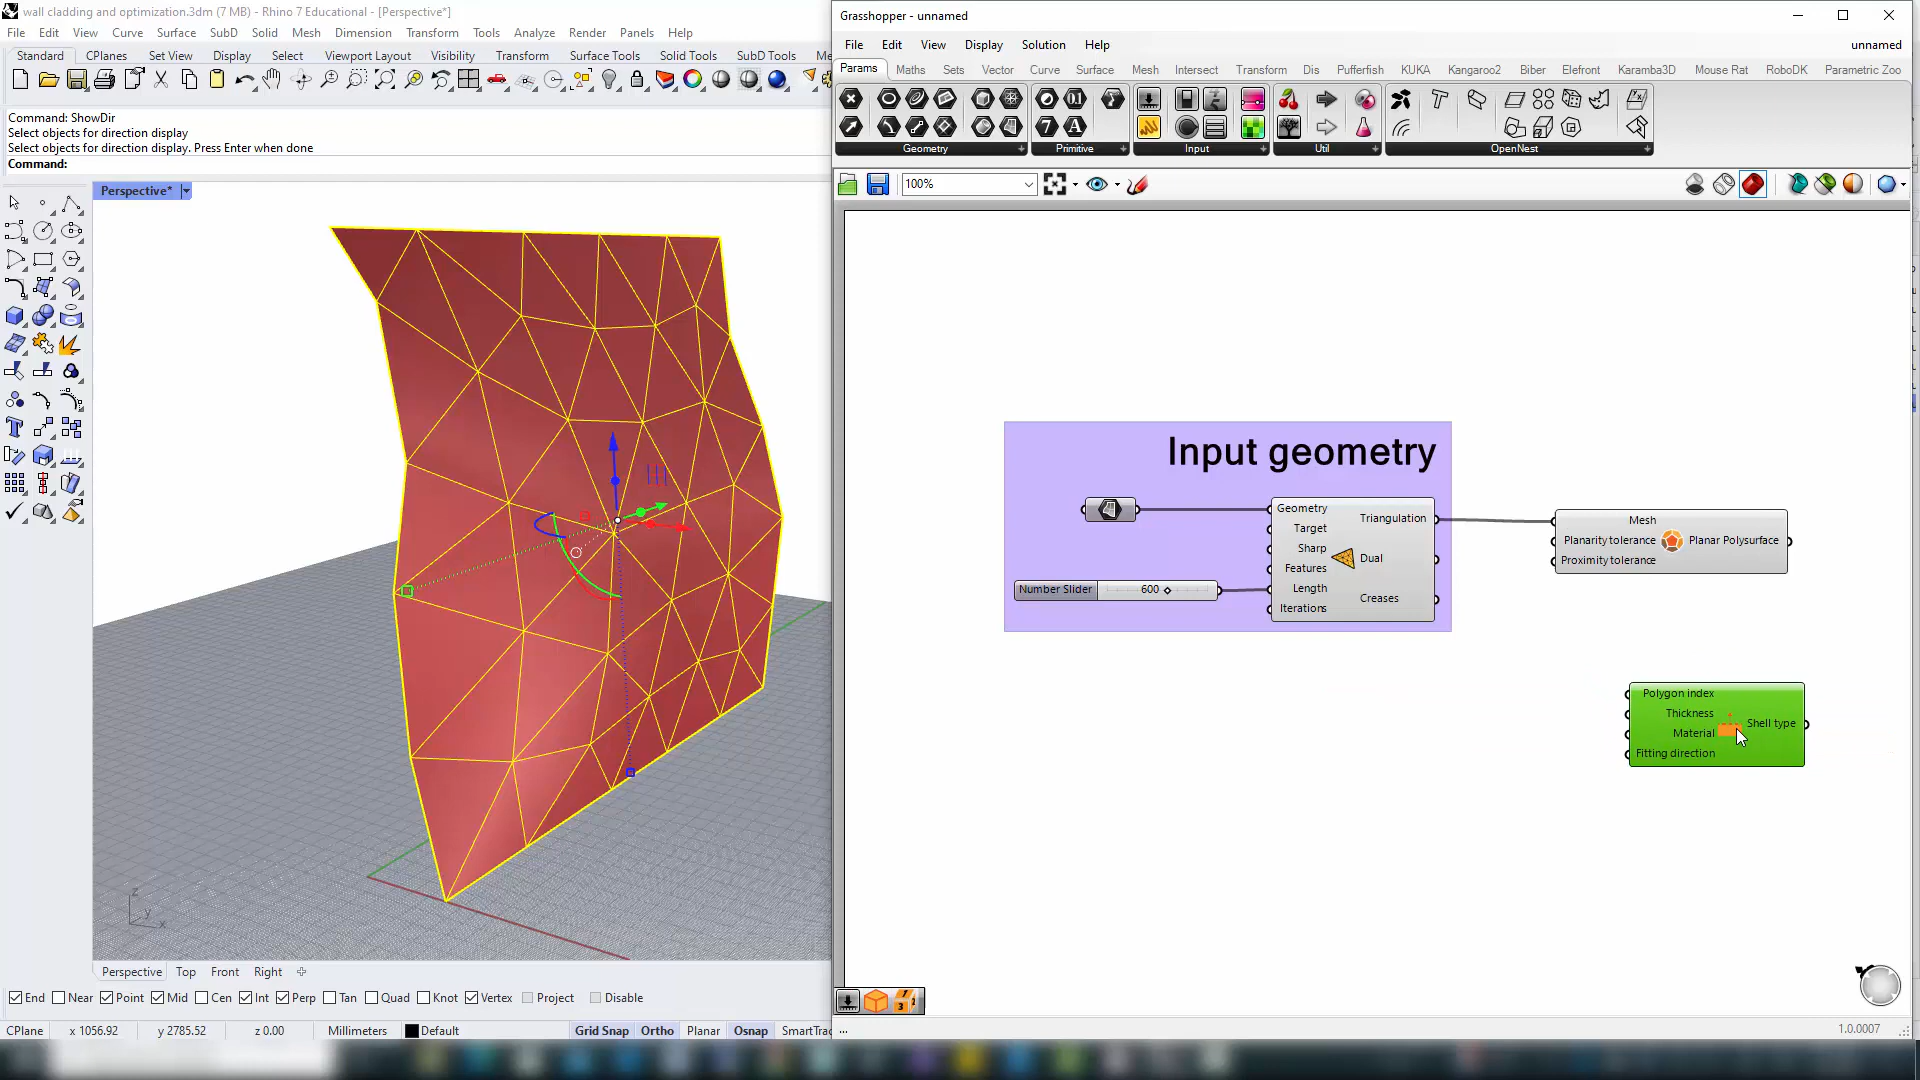 wall cladding and optimization.3dm (7 MB) - Rhino 7 Educational - [Perspective*]
File Edit View Curve Surface SubD Solid Mesh Dimension Transform Tools Analyze Render Panels Help
Standard CPlanes Set View Display Select Viewport Layout Visibility Transform Surface Tools Solid Tools SubD Tools Me
Command: ShowDir
Select objects for direction display
Select objects for direction display. Press Enter when done
Command:
Perspective*
z
y
x
Perspective Top Front Right
End Near Point Mid Cen Int Perp Tan Quad Knot Vertex Project Disable
CPlane x 1056.92 y 2785.52 z 0.00 Millimeters Default Grid Snap Ortho Planar Osnap SmartTrac
Grasshopper - unnamed
File Edit View Display Solution Help unnamed
Params Maths Sets Vector Curve Surface Mesh Intersect Transform Dis Pufferfish KUKA Kangaroo2 Biber Elefront Karamba3D Mouse Rat RoboDK Parametric Zoo
Geometry Primitive Input Util OpenNest
100%
Input geometry
Number Slider 600
Geometry
Target
Sharp
Features
Length
Iterations
Triangulation
Dual
Creases
Mesh
Planarity tolerance
Proximity tolerance
Planar Polysurface
Polygon index
Thickness
Material
Fitting direction
Shell type
...
1.0.0007